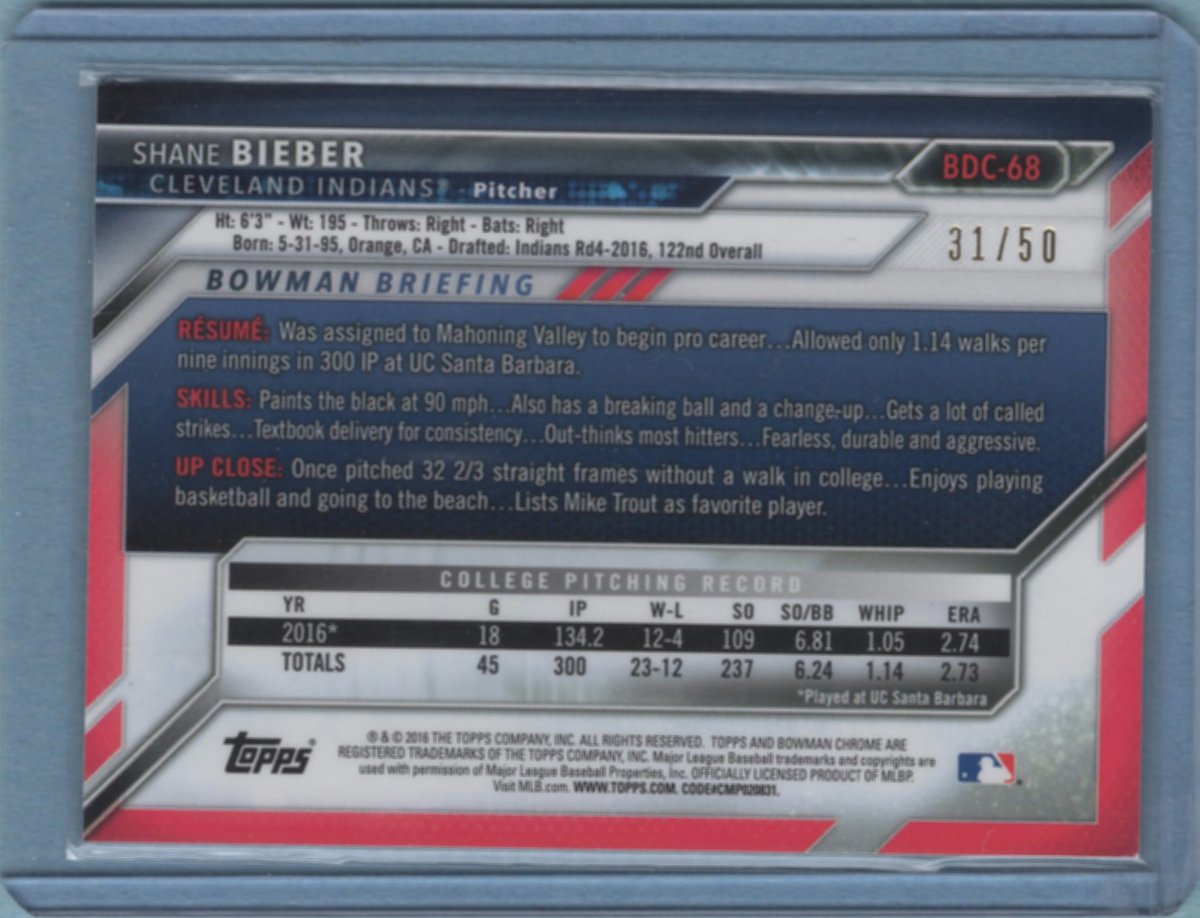 SHANE BIEBER
BDC-68
CLEVELAND INDIANS® - Pitcher
Ht: 6'3" - Wt: 195 - Throws: Right - Bats: Right
Born: 5-31-95, Orange, CA - Drafted: Indians Rd4-2016, 122nd Overall
31/50
BOWMAN BRIEFING
RÉSUMÉ: Was assigned to Mahoning Valley to begin pro career...Allowed only 1.14 walks per
nine innings in 300 IP at UC Santa Barbara.
SKILLS: Paints the black at 90 mph...Also has a breaking ball and a change-up...Gets a lot of called
strikes...Textbook delivery for consistency...Out-thinks most hitters...Fearless, durable and aggressive.
UP CLOSE: Once pitched 32 2/3 straight frames without a walk in college...Enjoys playing
basketball and going to the beach...Lists Mike Trout as favorite player.
COLLEGE PITCHING RECORD
YR G IP W-L SO SO/BB WHIP ERA
2016* 18 134.2 12-4 109 6.81 1.05 2.74
TOTALS 45 300 23-12 237 6.24 1.14 2.73
*Played at UC Santa Barbara
Topps®
® & © 2016 THE TOPPS COMPANY, INC. ALL RIGHTS RESERVED. TOPPS AND BOWMAN CHROME ARE
REGISTERED TRADEMARKS OF THE TOPPS COMPANY, INC. Major League Baseball trademarks and copyrights are
used with permission of Major League Baseball Properties, Inc. OFFICIALLY LICENSED PRODUCT OF MLBP.
Visit MLB.com. WWW.TOPPS.COM. CODE#CMP020831.